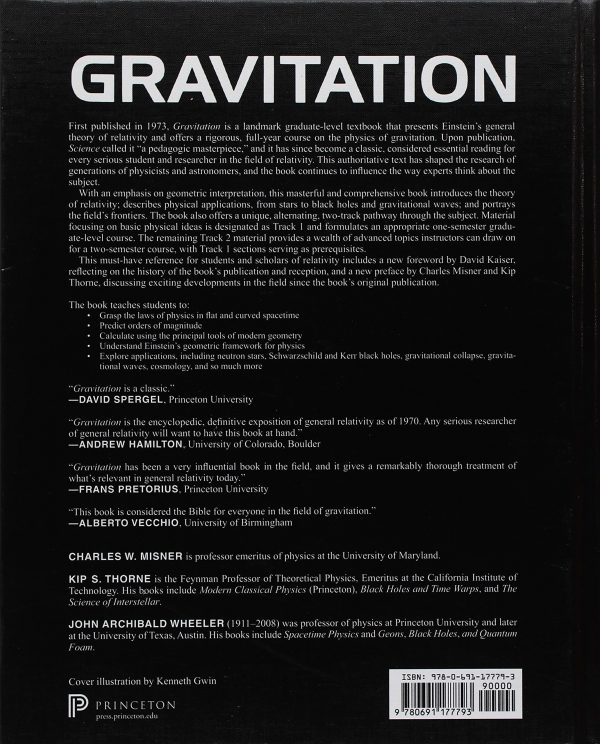 GRAVITATION
First published in 1973, Gravitation is a landmark graduate-level textbook that presents Einstein's general
theory of relativity and offers a rigorous, full-year course on the physics of gravitation. Upon publication,
Science called it “a pedagogic masterpiece,” and it has since become a classic, considered essential reading for
every serious student and researcher in the field of relativity. This authoritative text has shaped the research of
generations of physicists and astronomers, and the book continues to influence the way experts think about the
subject.
With an emphasis on geometric interpretation, this masterful and comprehensive book introduces the theory
of relativity; describes physical applications, from stars to black holes and gravitational waves; and portrays
the field's frontiers. The book also offers a unique, alternating, two-track pathway through the subject. Material
focusing on basic physical ideas is designated as Track 1 and formulates an appropriate one-semester gradu-
ate-level course. The remaining Track 2 material provides a wealth of advanced topics instructors can draw on
for a two-semester course, with Track 1 sections serving as prerequisites.
This must-have reference for students and scholars of relativity includes a new foreword by David Kaiser,
reflecting on the history of the book's publication and reception, and a new preface by Charles Misner and Kip
Thorne, discussing exciting developments in the field since the book's original publication.
The book teaches students to:
• Grasp the laws of physics in flat and curved spacetime
• Predict orders of magnitude
• Calculate using the principal tools of modern geometry
• Understand Einstein's geometric framework for physics
• Explore applications, including neutron stars, Schwarzschild and Kerr black holes, gravitational collapse, gravita-
tional waves, cosmology, and so much more
“Gravitation is a classic.”
—DAVID SPERGEL, Princeton University
“Gravitation is the encyclopedic, definitive exposition of general relativity as of 1970. Any serious researcher
of general relativity will want to have this book at hand.”
—ANDREW HAMILTON, University of Colorado, Boulder
“Gravitation has been a very influential book in the field, and it gives a remarkably thorough treatment of
what's relevant in general relativity today.”
—FRANS PRETORIUS, Princeton University
“This book is considered the Bible for everyone in the field of gravitation.”
—ALBERTO VECCHIO, University of Birmingham
CHARLES W. MISNER is professor emeritus of physics at the University of Maryland.
KIP S. THORNE is the Feynman Professor of Theoretical Physics, Emeritus at the California Institute of
Technology. His books include Modern Classical Physics (Princeton), Black Holes and Time Warps, and The
Science of Interstellar.
JOHN ARCHIBALD WHEELER (1911–2008) was professor of physics at Princeton University and later
at the University of Texas, Austin. His books include Spacetime Physics and Geons, Black Holes, and Quantum
Foam.
Cover illustration by Kenneth Gwin
PRINCETON
press.princeton.edu
ISBN: 978-0-691-17779-3
90000
9 780691 177793